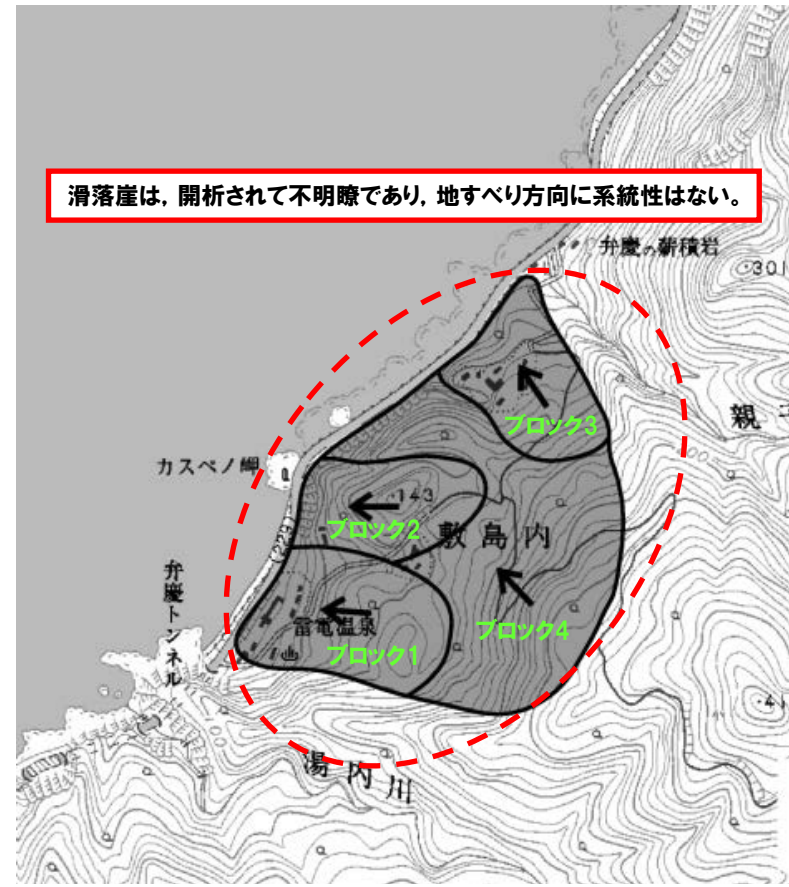 滑落崖は，開析されて不明瞭であり，地すべり方向に系統性はない。
弁慶の薪積岩
301
親
ブロック3
カスペノ岬
143
ブロック2
敷島内
229
弁慶トンネル
雷電温泉
ブロック1
ブロック4
湯内川